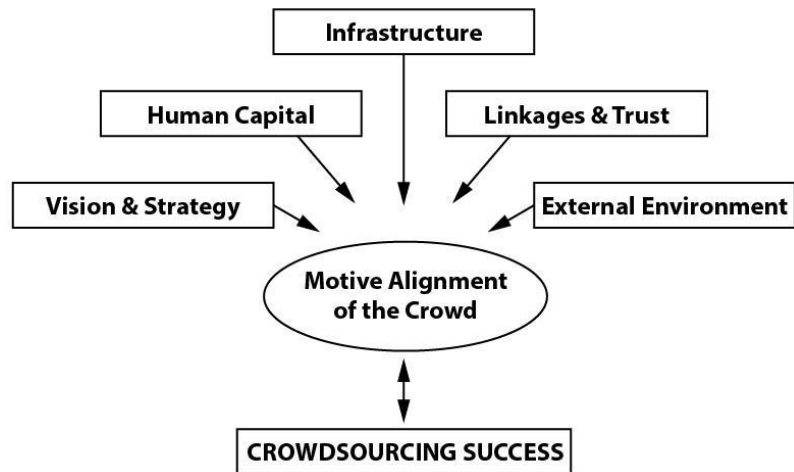 Infrastructure
Human Capital
Linkages & Trust
Vision & Strategy
External Environment
Motive Alignment
of the Crowd
CROWDSOURCING SUCCESS